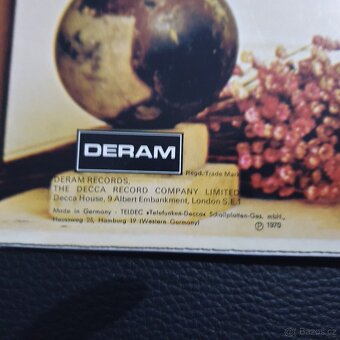 DERAM
Regd. Trade Mark
DERAM RECORDS,
THE DECCA RECORD COMPANY LIMITED
Decca House, 9 Albert Embankment, London S.E.1
Made in Germany · TELDEC »Telefunken-Decca« Schallplatten-Ges. mbH.,
Heussweg 25, Hamburg 19 (Western Germany)
Ⓟ 1970
© Bazos.cz